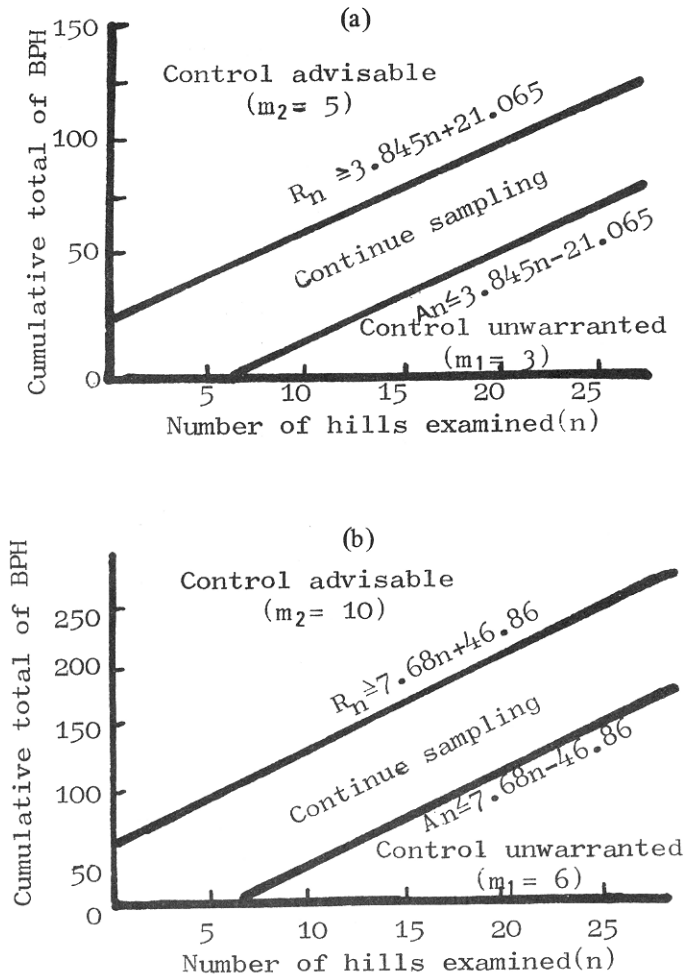 (a)
Cumulative total of BPH
150
100
50
0
Control advisable
(m₂= 5)
Rn ≥3.845n+21.065
Continue sampling
An≤3.845n-21.065
Control unwarranted
(m₁= 3)
5 10 15 20 25
Number of hills examined(n)
(b)
Cumulative total of BPH
250
200
150
100
50
0
Control advisable
(m₂= 10)
Rn≥7.68n+46.86
Continue sampling
An≤7.68n-46.86
Control unwarranted
(m₁= 6)
5 10 15 20 25
Number of hills examined(n)